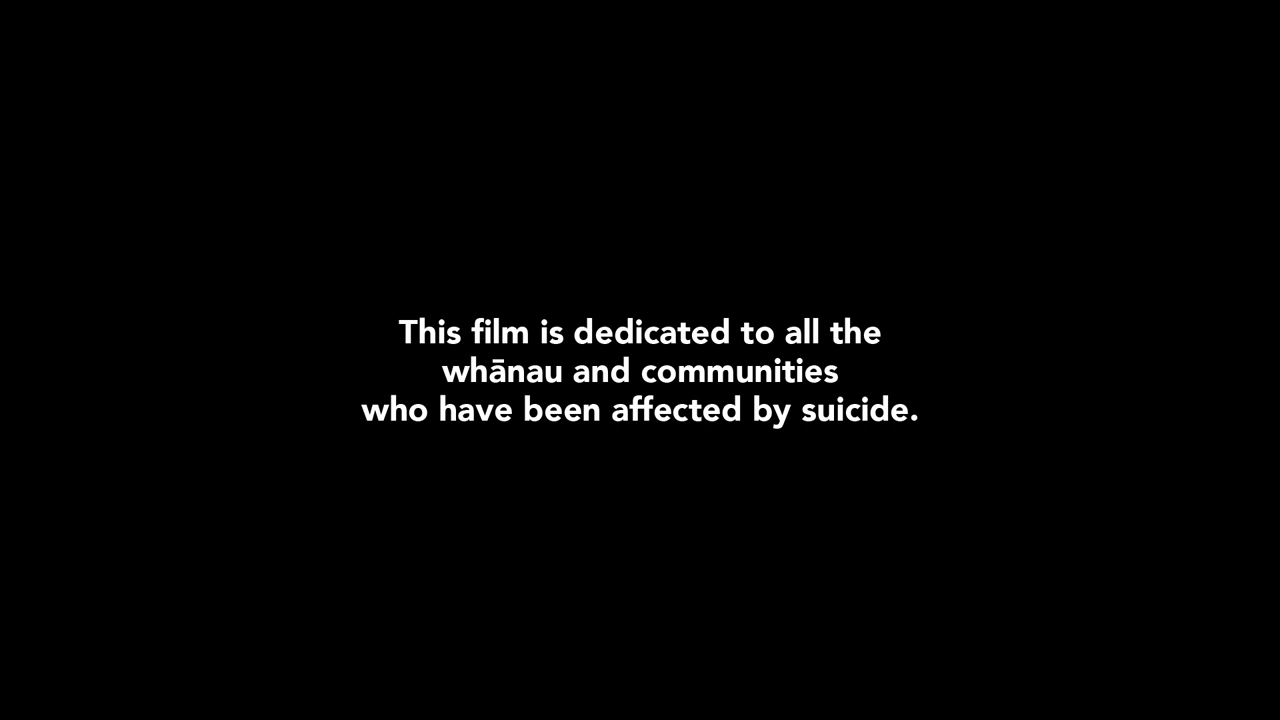 This film is dedicated to all the
whānau and communities
who have been affected by suicide.